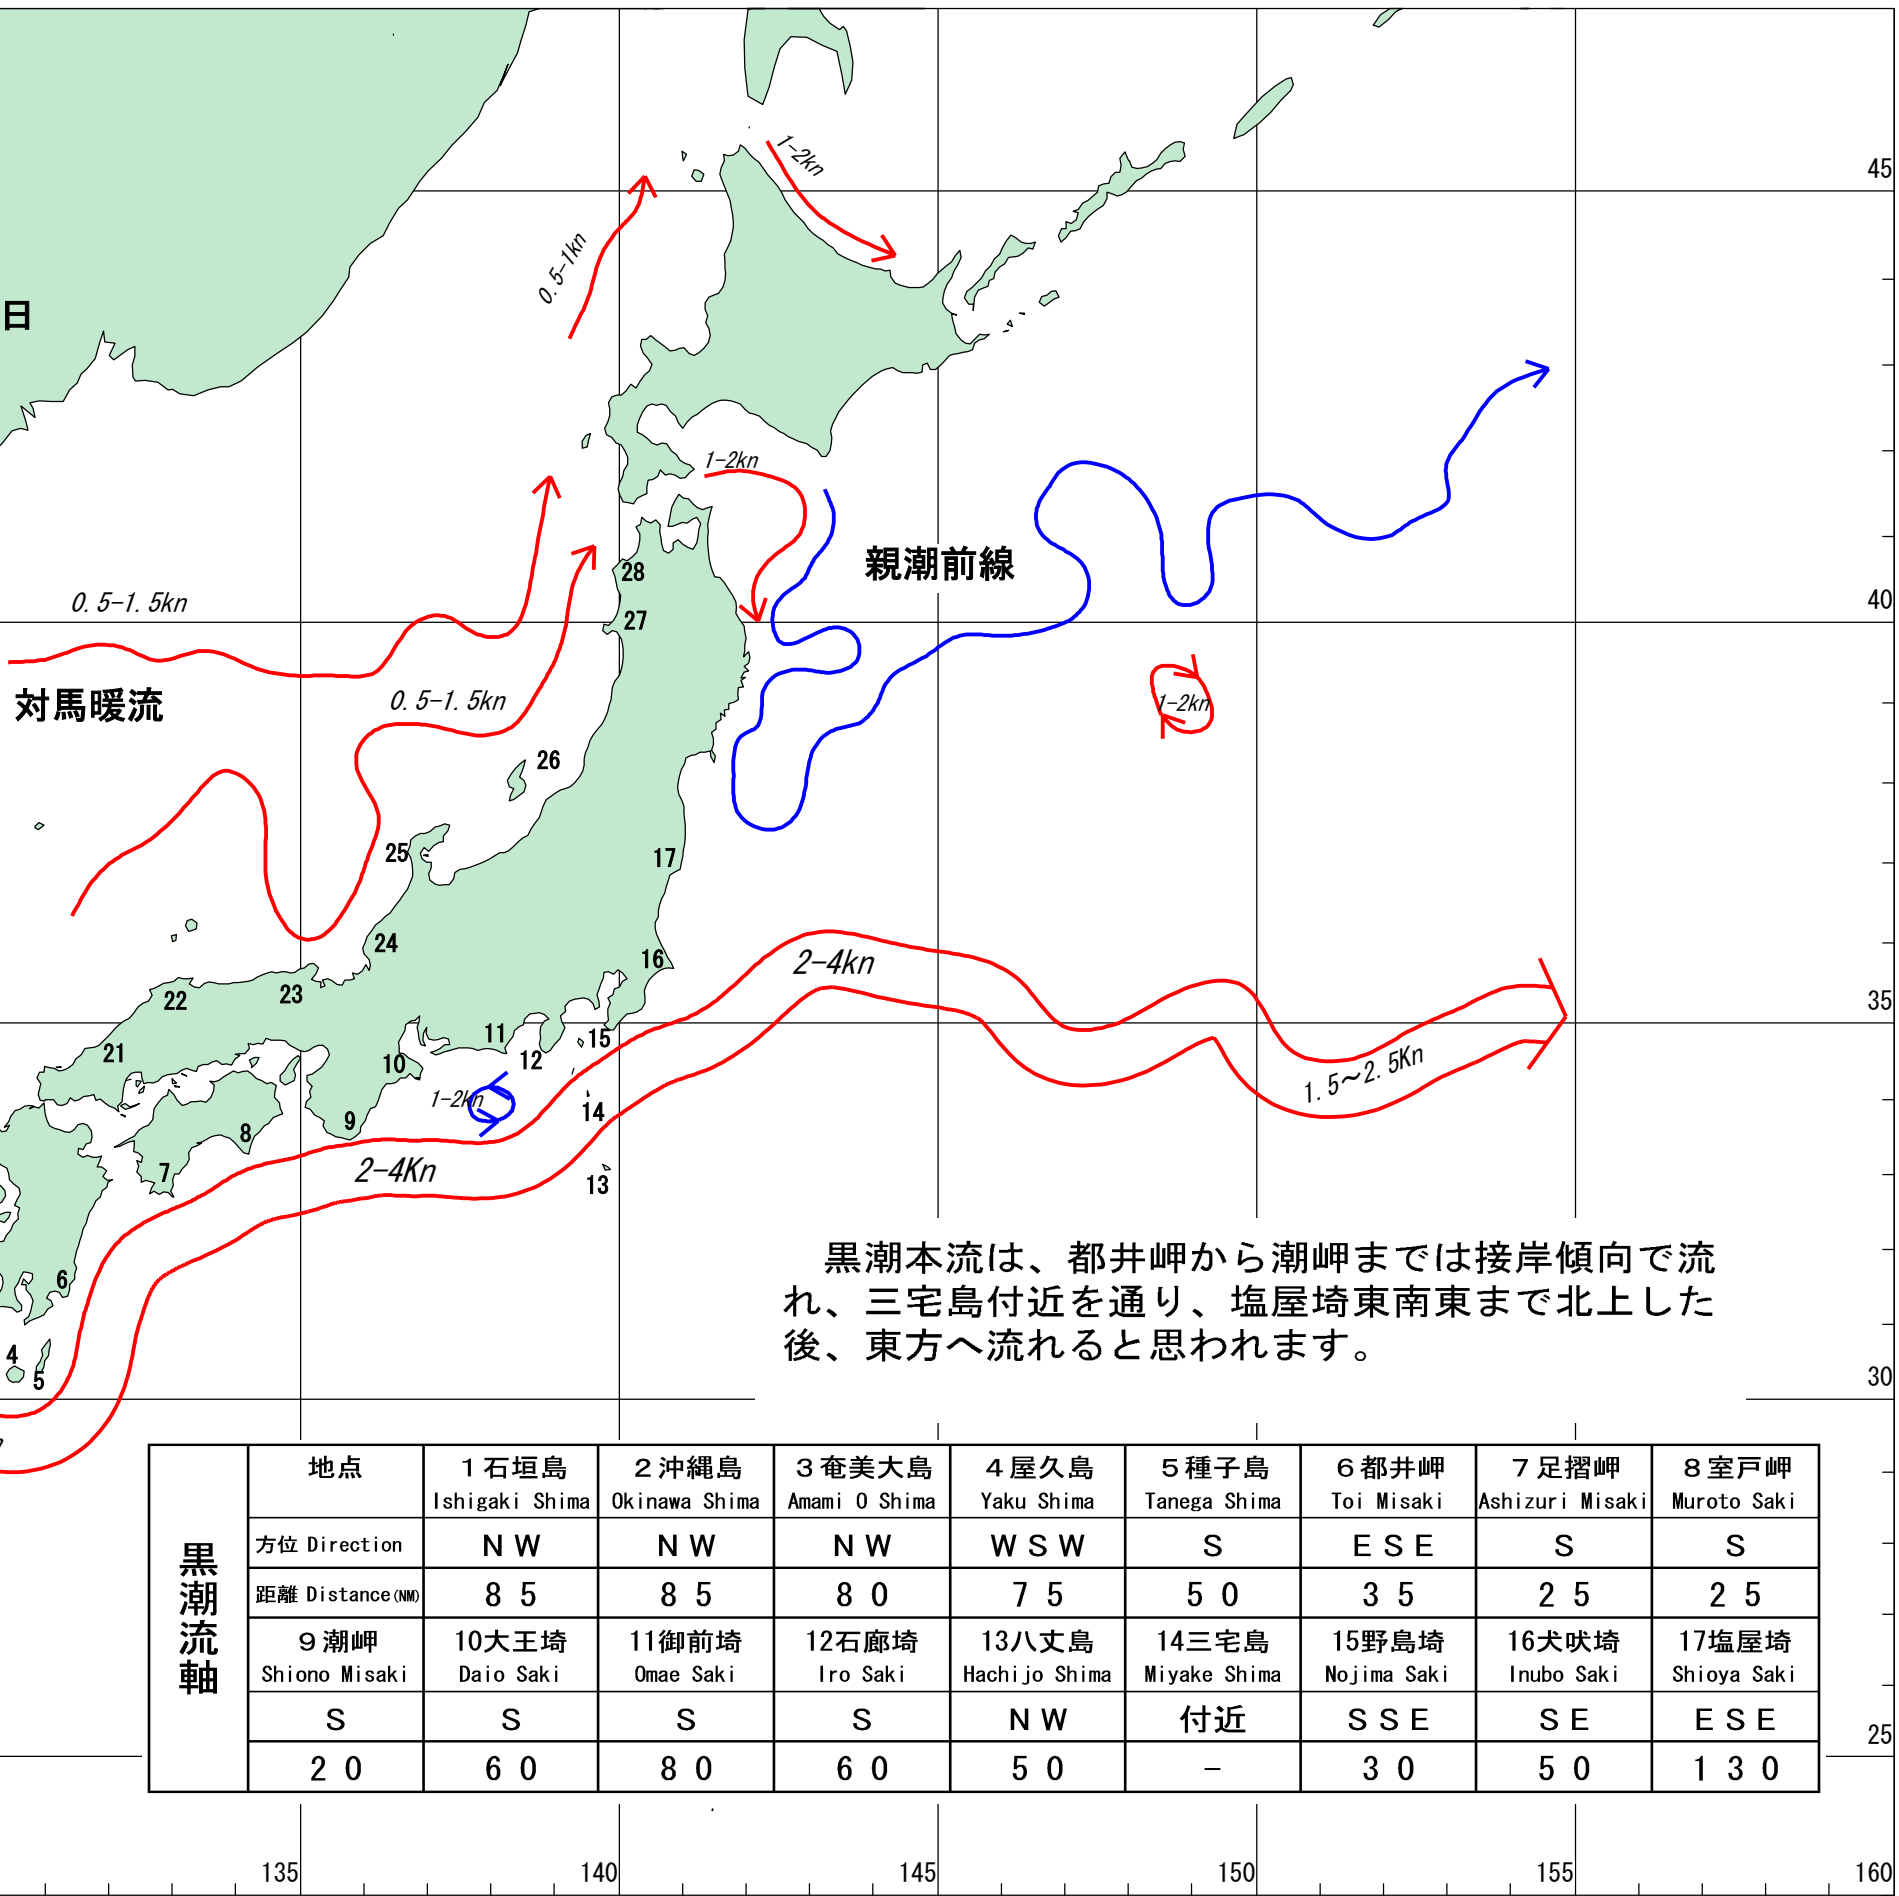 45
1-2kn
0.5-1kn
日
1-2kn
親潮前線
28
40
0.5-1.5kn
27
対馬暖流
0.5-1.5kn
1-2kn
26
25
17
24
16
2-4kn
22
23
35
21
11
15
10
12
1.5～2.5Kn
1-2kn
14
9
8
7
2-4Kn
13
6
黒潮本流は、都井岬から潮岬までは接岸傾向で流
れ、三宅島付近を通り、塩屋埼東南東まで北上した
後、東方へ流れると思われます。
4
5
30
黒潮流軸
地点 1石垣島 2沖縄島 3奄美大島 4屋久島 5種子島 6都井岬 7足摺岬 8室戸岬
Ishigaki Shima Okinawa Shima Amami O Shima Yaku Shima Tanega Shima Toi Misaki Ashizuri Misaki Muroto Saki
方位 Direction NW NW NW WSW S ESE S S
距離 Distance(NM) 85 85 80 75 50 35 25 25
9潮岬 10大王埼 11御前埼 12石廊埼 13八丈島 14三宅島 15野島埼 16犬吠埼 17塩屋埼
Shiono Misaki Daio Saki Omae Saki Iro Saki Hachijo Shima Miyake Shima Nojima Saki Inubo Saki Shioya Saki
S S S S NW 付近 SSE SE ESE
20 60 80 60 50 － 30 50 130
25
135 140 145 150 155 160